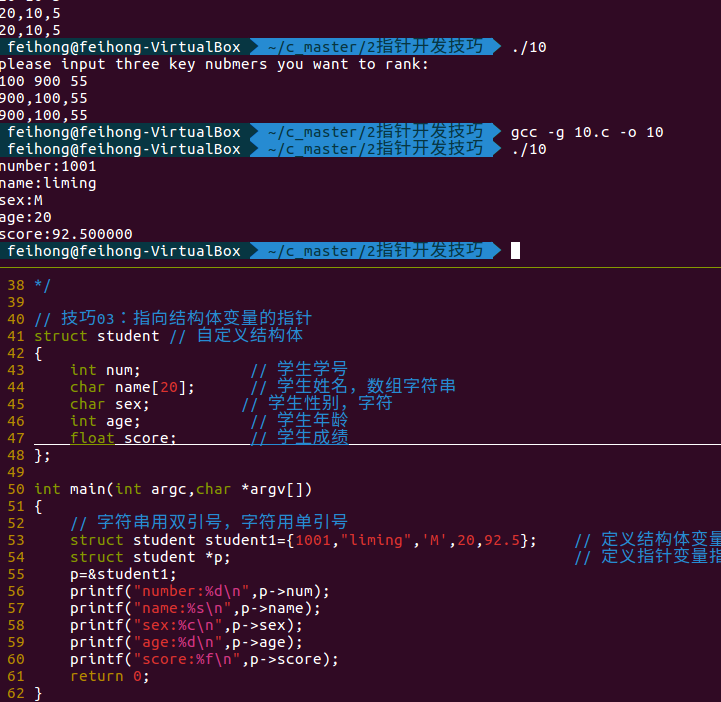 20,10,5
20,10,5
feihong@feihong-VirtualBox ~/c_master/2指针开发技巧 ./10
please input three key nubmers you want to rank:
100 900 55
900,100,55
900,100,55
feihong@feihong-VirtualBox ~/c_master/2指针开发技巧 gcc -g 10.c -o 10
feihong@feihong-VirtualBox ~/c_master/2指针开发技巧 ./10
number:1001
name:liming
sex:M
age:20
score:92.500000
feihong@feihong-VirtualBox ~/c_master/2指针开发技巧
38 */
39
40 // 技巧03：指向结构体变量的指针
41 struct student // 自定义结构体
42 {
43     int num;            // 学生学号
44     char name[20];      // 学生姓名，数组字符串
45     char sex;          // 学生性别，字符
46     int age;            // 学生年龄
47     float score;        // 学生成绩
48 };
49
50 int main(int argc,char *argv[])
51 {
52     // 字符串用双引号，字符用单引号
53     struct student student1={1001,"liming",'M',20,92.5};    // 定义结构体变量
54     struct student *p;                                      // 定义指针变量指
55     p=&student1;
56     printf("number:%d\n",p->num);
57     printf("name:%s\n",p->name);
58     printf("sex:%c\n",p->sex);
59     printf("age:%d\n",p->age);
60     printf("score:%f\n",p->score);
61     return 0;
62 }